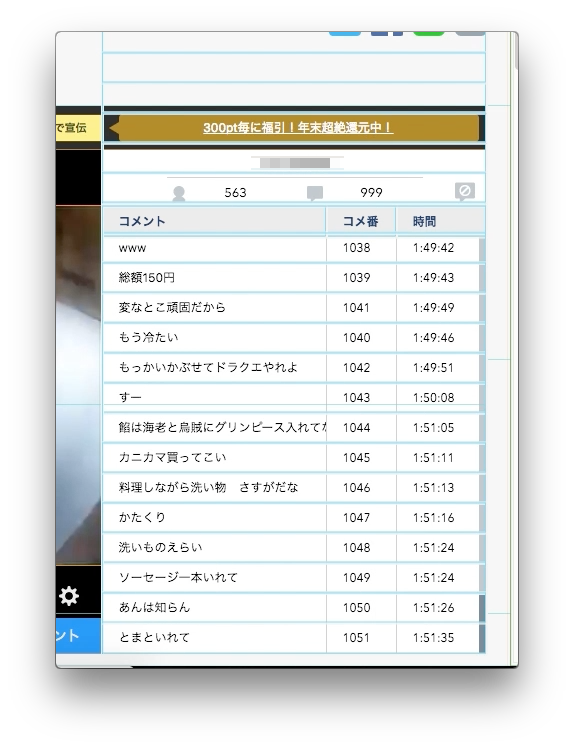 で宣伝
300pt毎に福引！年末超絶還元中！
563 999
コメント コメ番 時間
www 1038 1:49:42
総額150円 1039 1:49:43
変なとこ頑固だから 1041 1:49:49
もう冷たい 1040 1:49:46
もっかいかぶせてドラクエやれよ 1042 1:49:51
すー 1043 1:50:08
餡は海老と烏賊にグリンピース入れてな 1044 1:51:05
カニカマ買ってこい 1045 1:51:11
料理しながら洗い物　さすがだな 1046 1:51:13
かたくり 1047 1:51:16
洗いものえらい 1048 1:51:24
ソーセージ一本いれて 1049 1:51:24
あんは知らん 1050 1:51:26
とまといれて 1051 1:51:35
ント